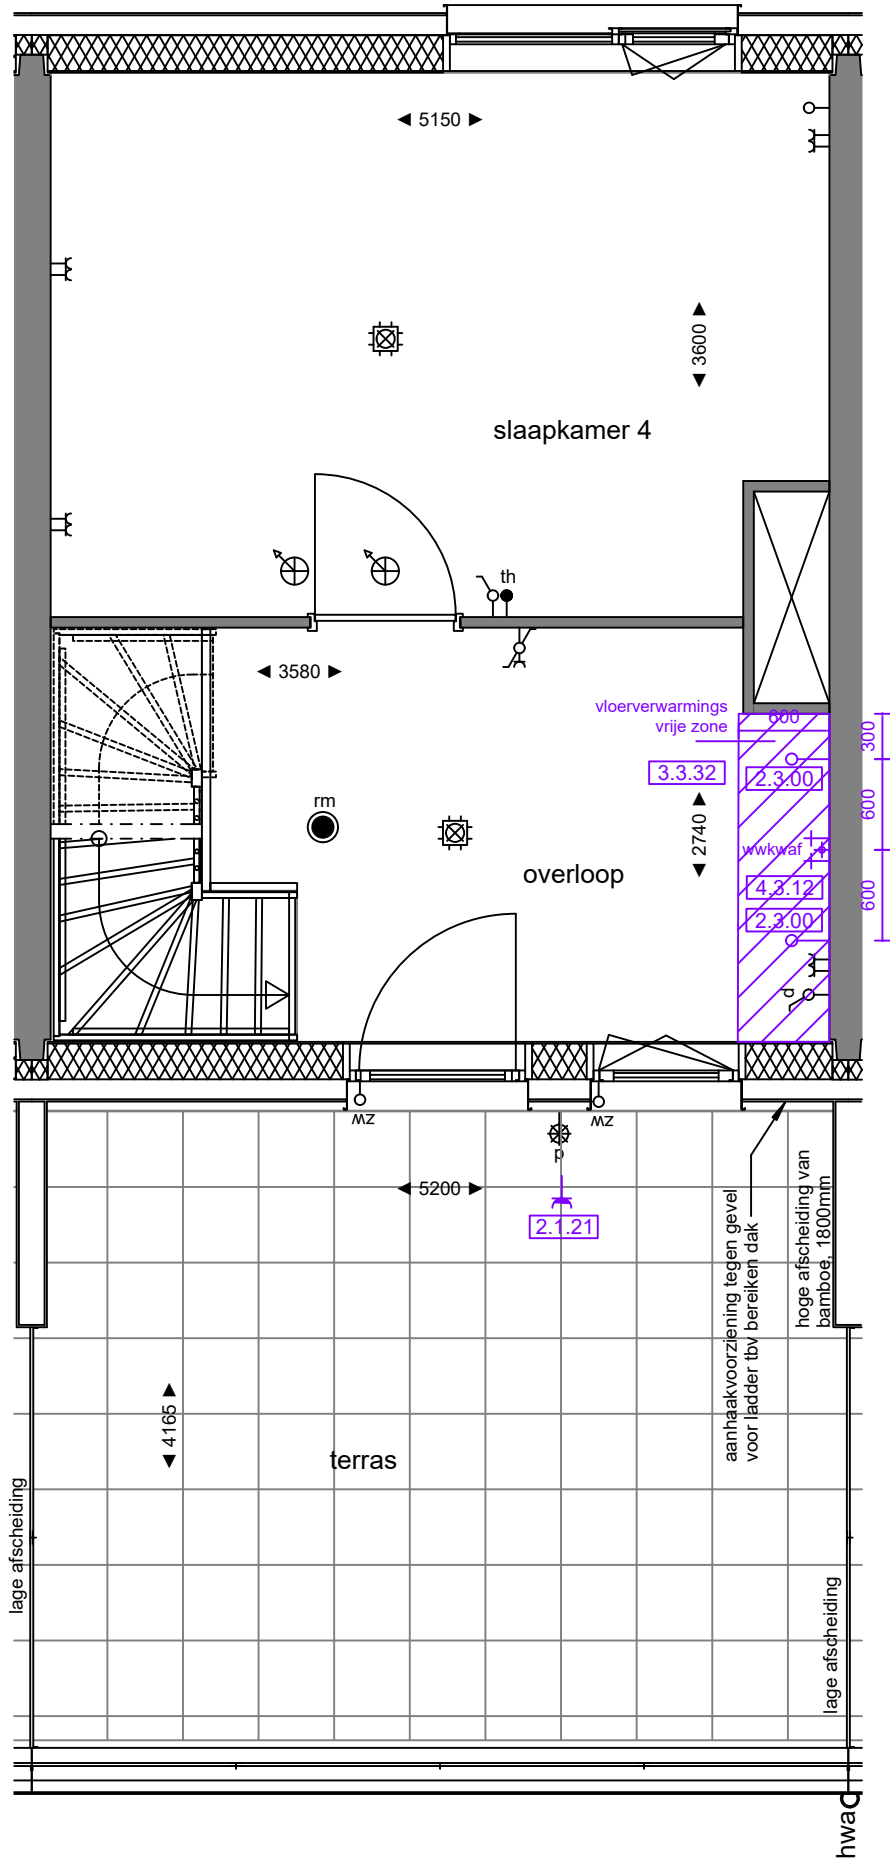 5150
3600
slaapkamer 4
th
3580
vloerverwarmings
vrije zone
600
300
3.3.32
2.3.00
600
rm
2740
wwkwaf
overloop
4.3.12
600
2.3.00
d
zw
zw
p
5200
2.1.21
aanhaakvoorziening tegen gevel
voor ladder tbv bereiken dak
hoge afscheiding van
bamboe, 1800mm
4165
terras
lage afscheiding
lage afscheiding
hwa